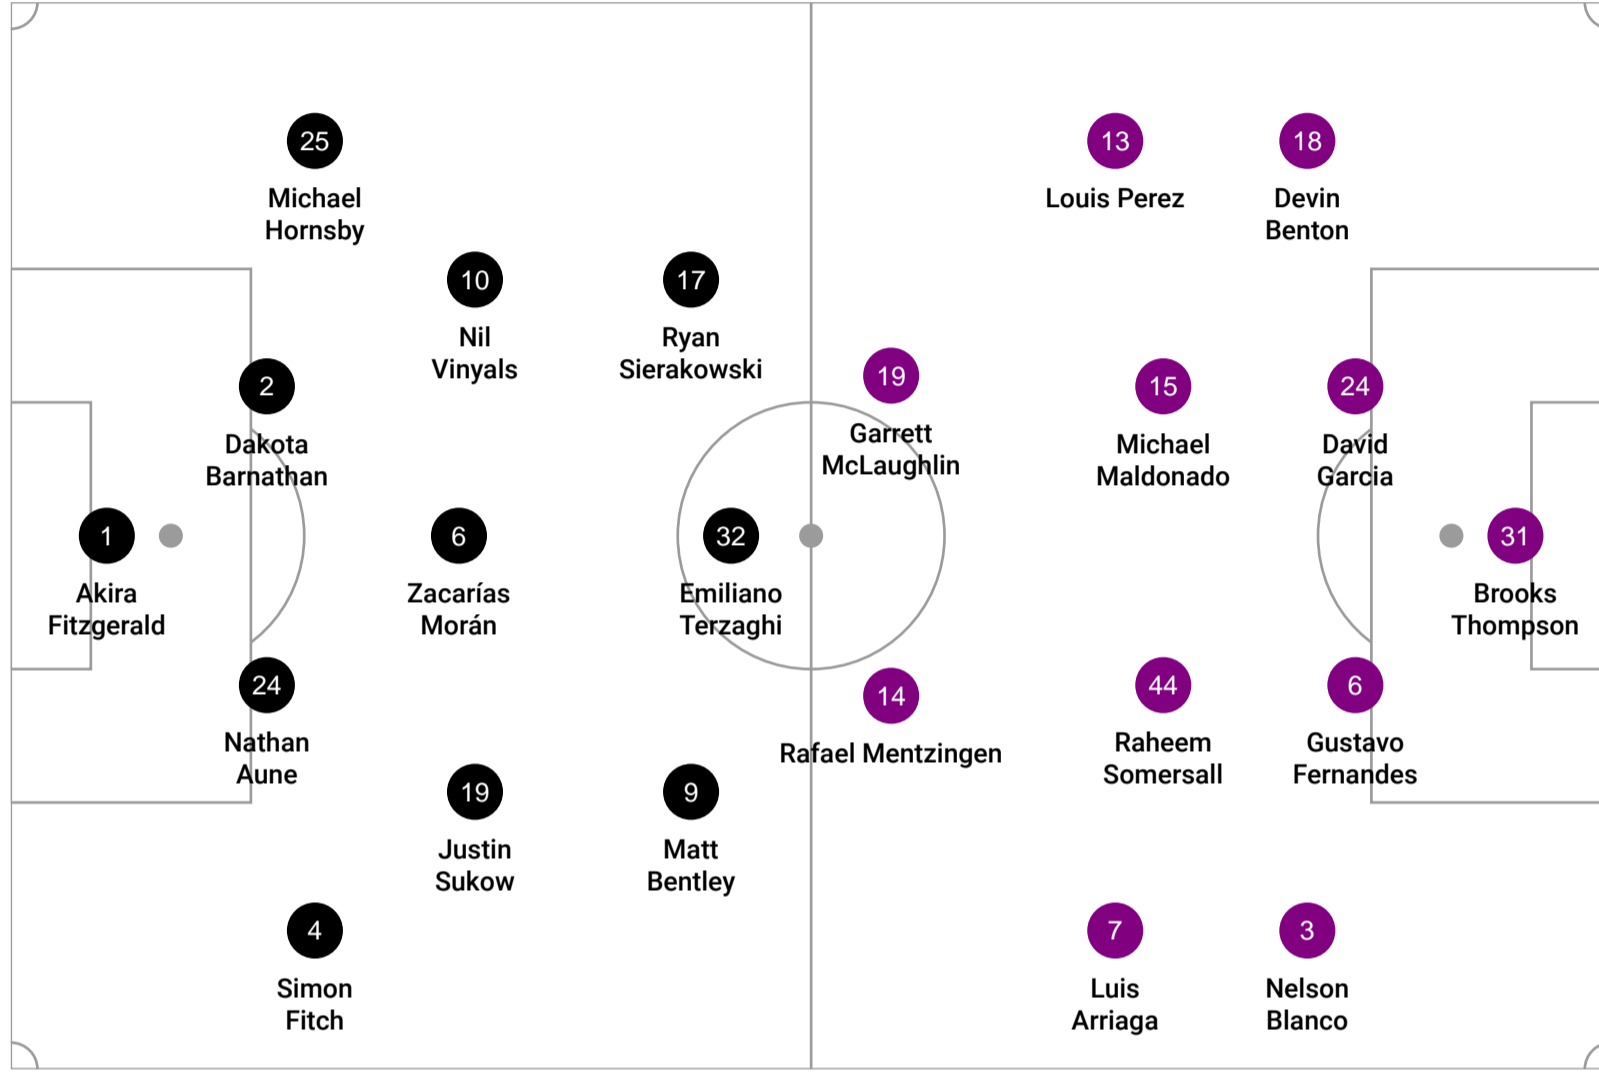 25
Michael
Hornsby
13
Louis Perez
18
Devin
Benton
10
Nil
Vinyals
17
Ryan
Sierakowski
2
Dakota
Barnathan
19
Garrett
McLaughlin
15
Michael
Maldonado
24
David
Garcia
1
Akira
Fitzgerald
6
Zacarías
Morán
32
Emiliano
Terzaghi
31
Brooks
Thompson
24
Nathan
Aune
14
Rafael Mentzingen
44
Raheem
Somersall
6
Gustavo
Fernandes
19
Justin
Sukow
9
Matt
Bentley
4
Simon
Fitch
7
Luis
Arriaga
3
Nelson
Blanco